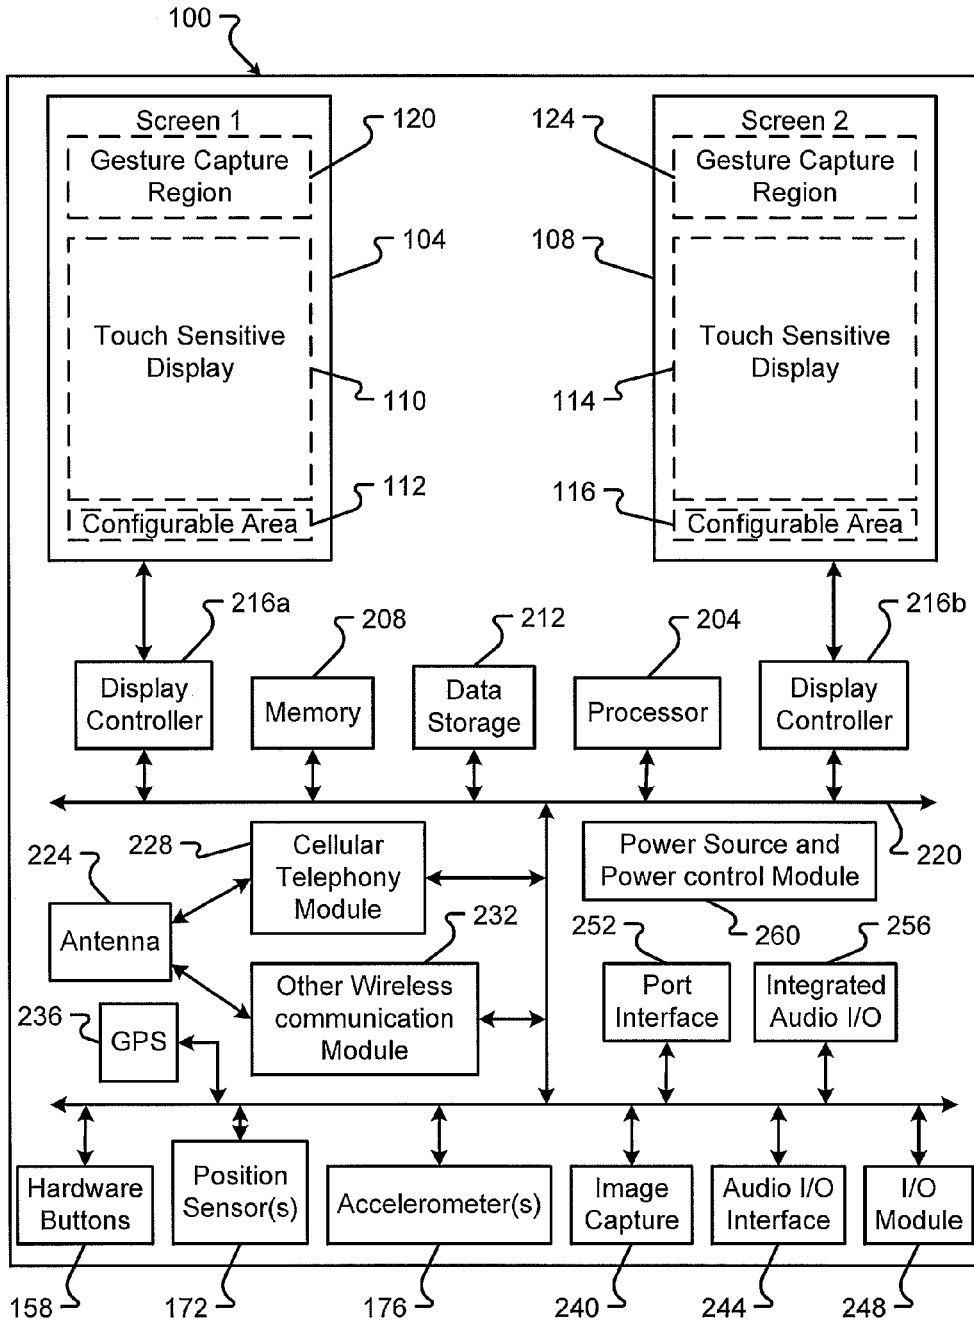 100
Screen 1
Gesture Capture
Region
120
104
Touch Sensitive
Display
110
112
Configurable Area
Screen 2
124
Gesture Capture
Region
108
Touch Sensitive
Display
114
116
Configurable Area
216a
208
212
204
216b
Display
Controller
Memory
Data
Storage
Processor
Display
Controller
220
228
Cellular
Telephony
Module
Power Source and
Power control Module
224
Antenna
232
252
260
256
Other Wireless
communication
Module
Port
Interface
Integrated
Audio I/O
236
GPS
Hardware
Buttons
Position
Sensor(s)
Accelerometer(s)
Image
Capture
Audio I/O
Interface
I/O
Module
158
172
176
240
244
248